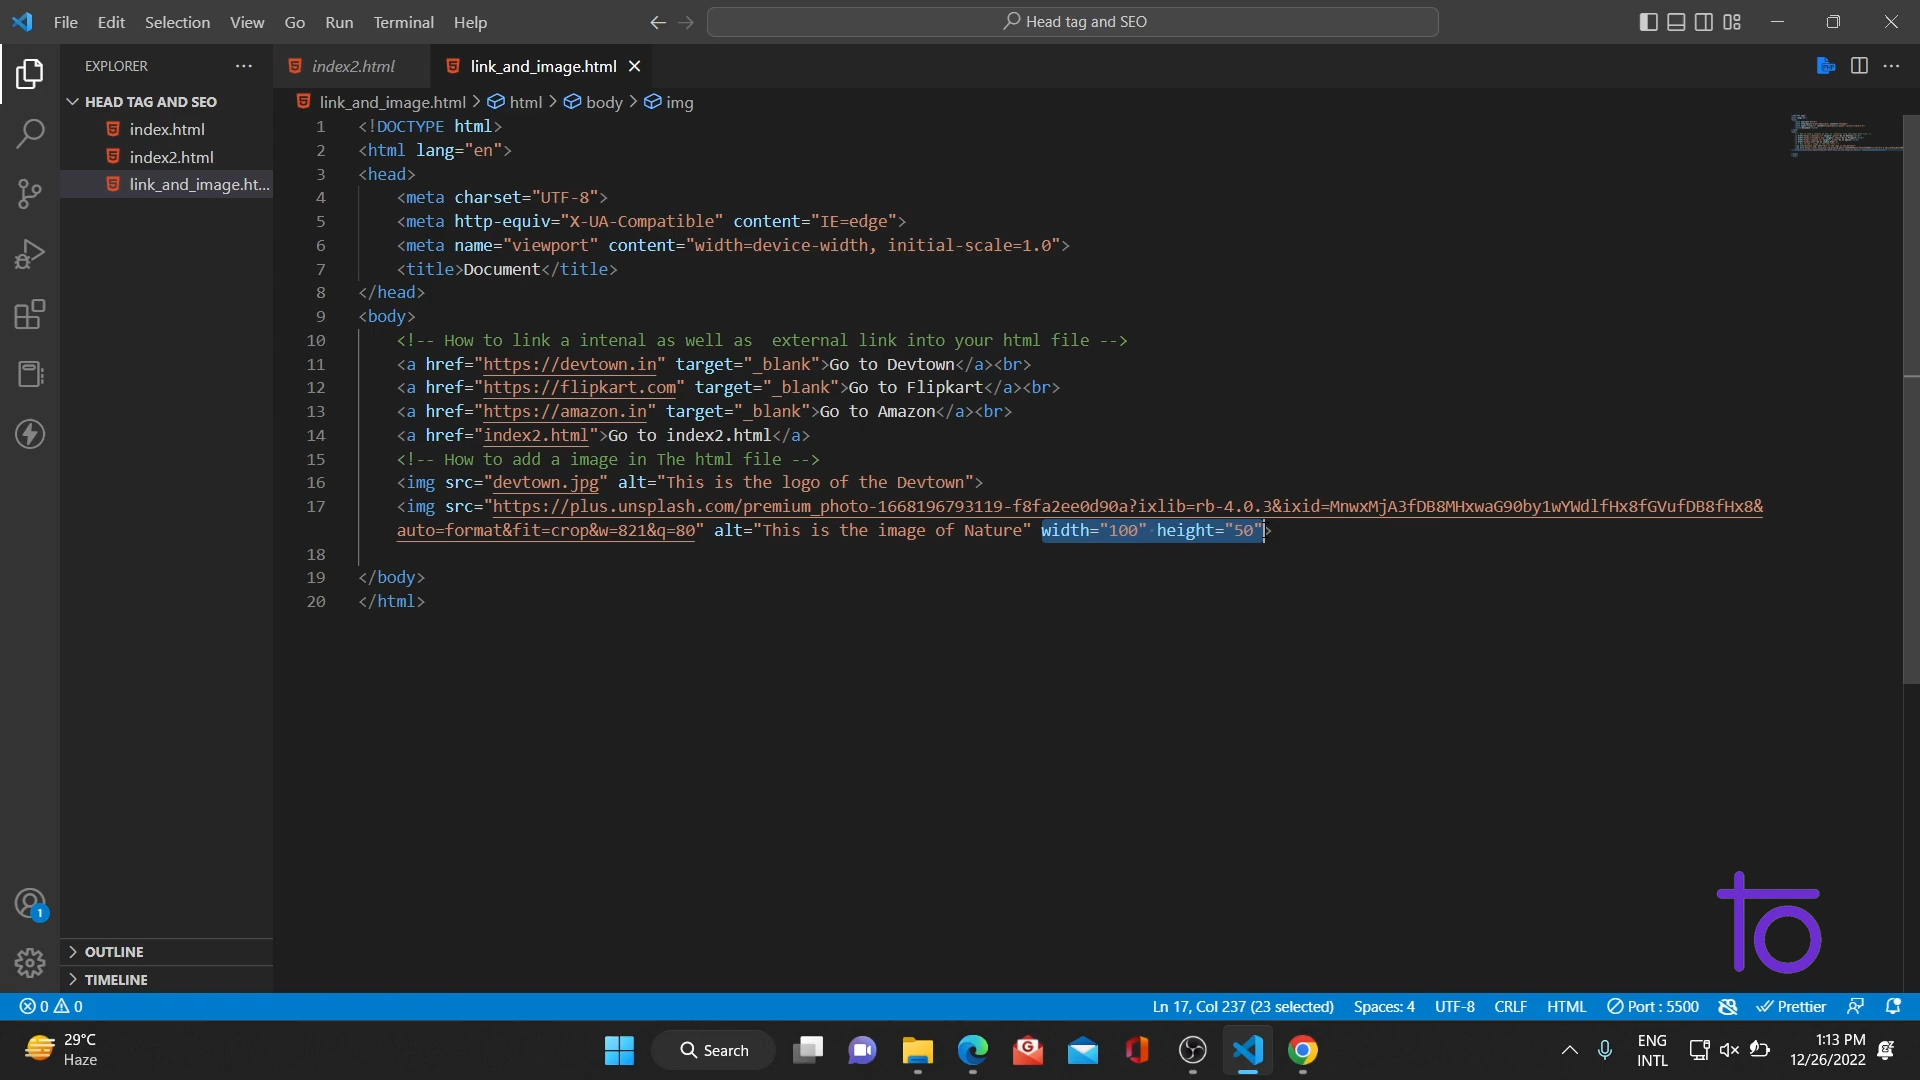 File Edit Selection View Go Run Terminal Help
Head tag and SEO
EXPLORER
HEAD TAG AND SEO
index.html
index2.html
link_and_image.ht...
OUTLINE
TIMELINE
index2.html
link_and_image.html
link_and_image.html > html > body > img
1 <!DOCTYPE html>
2 <html lang="en">
3 <head>
4 <meta charset="UTF-8">
5 <meta http-equiv="X-UA-Compatible" content="IE=edge">
6 <meta name="viewport" content="width=device-width, initial-scale=1.0">
7 <title>Document</title>
8 </head>
9 <body>
10 <!-- How to link a intenal as well as  external link into your html file -->
11 <a href="https://devtown.in" target="_blank">Go to Devtown</a><br>
12 <a href="https://flipkart.com" target="_blank">Go to Flipkart</a><br>
13 <a href="https://amazon.in" target="_blank">Go to Amazon</a><br>
14 <a href="index2.html">Go to index2.html</a>
15 <!-- How to add a image in The html file -->
16 <img src="devtown.jpg" alt="This is the logo of the Devtown">
17 <img src="https://plus.unsplash.com/premium_photo-1668196793119-f8fa2ee0d90a?ixlib=rb-4.0.3&ixid=MnwxMjA3fDB8MHxwaG90by1wYWdlfHx8fGVufDB8fHx8&
auto=format&fit=crop&w=821&q=80" alt="This is the image of Nature" width="100" height="50">
18
19 </body>
20 </html>
1
0 0
Ln 17, Col 237 (23 selected) Spaces: 4 UTF-8 CRLF HTML Port : 5500 Prettier
29°C
Haze
Search
ENG
INTL
1:13 PM
12/26/2022